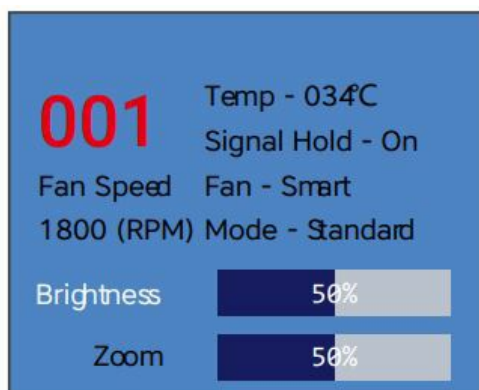 001
Temp - 034℃
Signal Hold - On
Fan Speed
Fan - Smart
1800 (RPM)
Mode - Standard
Brightness
50%
Zoom
50%